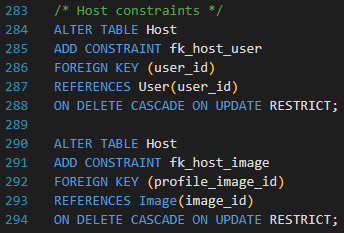 283 /* Host constraints */
284 ALTER TABLE Host
285 ADD CONSTRAINT fk_host_user
286 FOREIGN KEY (user_id)
287 REFERENCES User(user_id)
288 ON DELETE CASCADE ON UPDATE RESTRICT;
289
290 ALTER TABLE Host
291 ADD CONSTRAINT fk_host_image
292 FOREIGN KEY (profile_image_id)
293 REFERENCES Image(image_id)
294 ON DELETE CASCADE ON UPDATE RESTRICT;